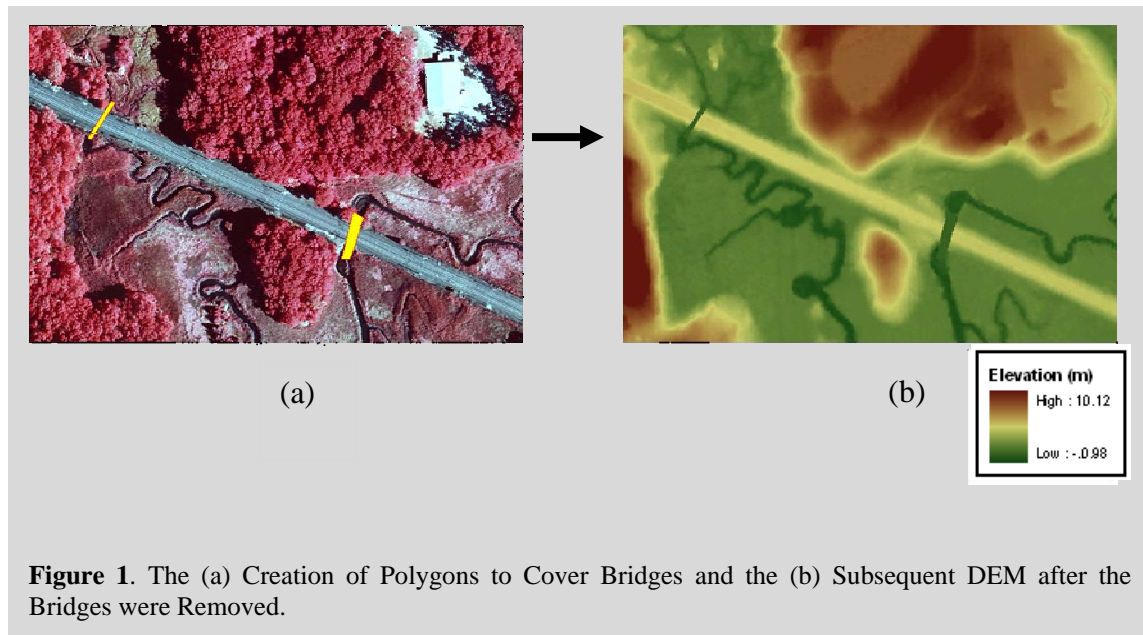 (a)
(b)
Elevation (m)
High : 10.12
Low : -.0.98
Figure 1. The (a) Creation of Polygons to Cover Bridges and the (b) Subsequent DEM after the
Bridges were Removed.